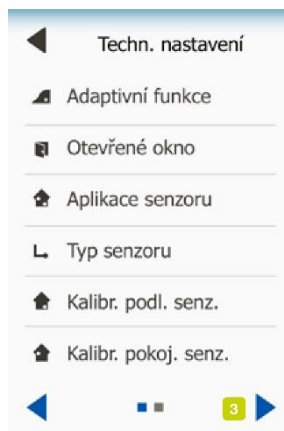 Techn. nastavení
Adaptivní funkce
Otevřené okno
Aplikace senzoru
Typ senzoru
Kalibr. podl. senz.
Kalibr. pokoj. senz.
3